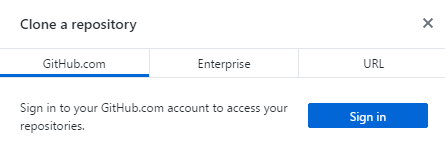 Clone a repository
GitHub.com
Enterprise
URL
Sign in to your GitHub.com account to access your
repositories.
Sign in